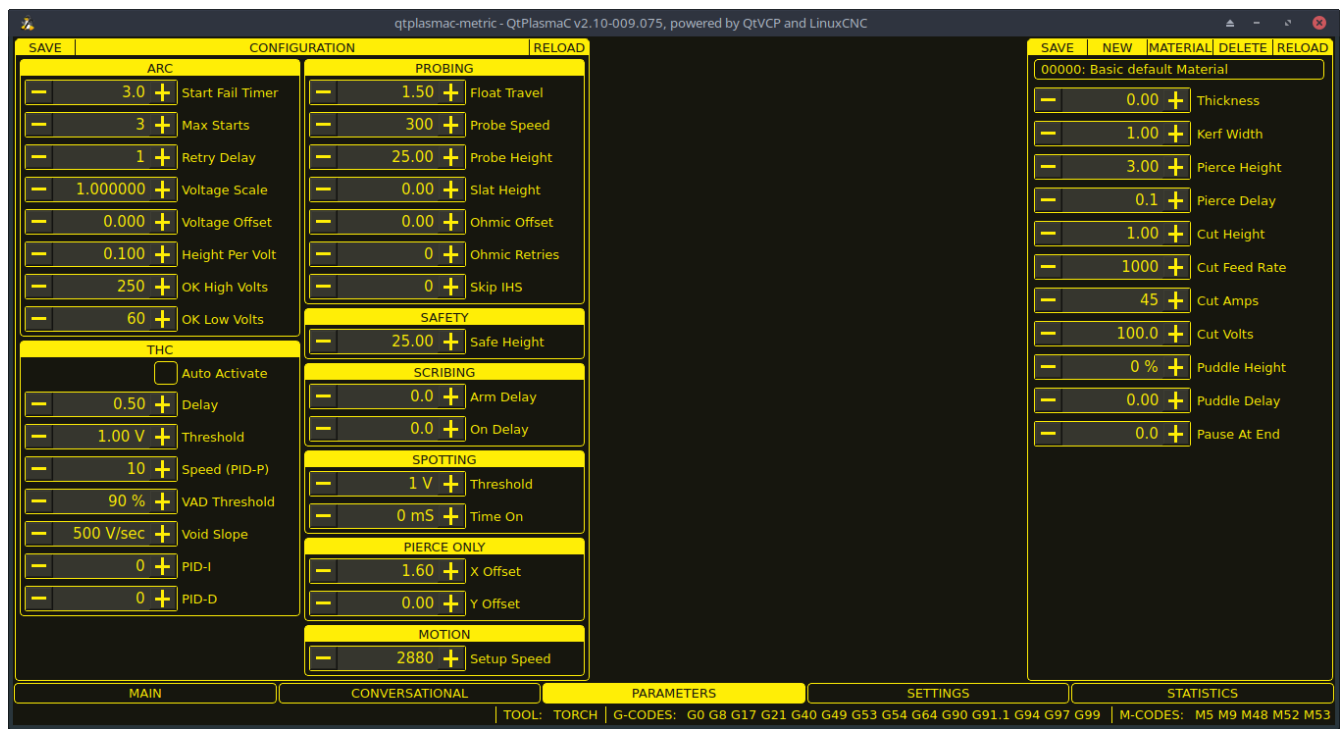 qtplasmac-metric - QtPlasmaC v2.10-009.075, powered by QtVCP and LinuxCNC
SAVE CONFIGURATION RELOAD
ARC
3.0 Start Fail Timer
3 Max Starts
1 Retry Delay
1.000000 Voltage Scale
0.000 Voltage Offset
0.100 Height Per Volt
250 OK High Volts
60 OK Low Volts
THC
Auto Activate
0.50 Delay
1.00 V Threshold
10 Speed (PID-P)
90 % VAD Threshold
500 V/sec Void Slope
0 PID-I
0 PID-D
PROBING
1.50 Float Travel
300 Probe Speed
25.00 Probe Height
0.00 Slat Height
0.00 Ohmic Offset
0 Ohmic Retries
0 Skip IHS
SAFETY
25.00 Safe Height
SCRIBING
0.0 Arm Delay
0.0 On Delay
SPOTTING
1 V Threshold
0 mS Time On
PIERCE ONLY
1.60 X Offset
0.00 Y Offset
MOTION
2880 Setup Speed
SAVE NEW MATERIAL DELETE RELOAD
00000: Basic default Material
0.00 Thickness
1.00 Kerf Width
3.00 Pierce Height
0.1 Pierce Delay
1.00 Cut Height
1000 Cut Feed Rate
45 Cut Amps
100.0 Cut Volts
0 % Puddle Height
0.00 Puddle Delay
0.0 Pause At End
MAIN CONVERSATIONAL PARAMETERS SETTINGS STATISTICS
TOOL: TORCH G-CODES: G0 G8 G17 G21 G40 G49 G53 G54 G64 G90 G91.1 G94 G97 G99 M-CODES: M5 M9 M48 M52 M53